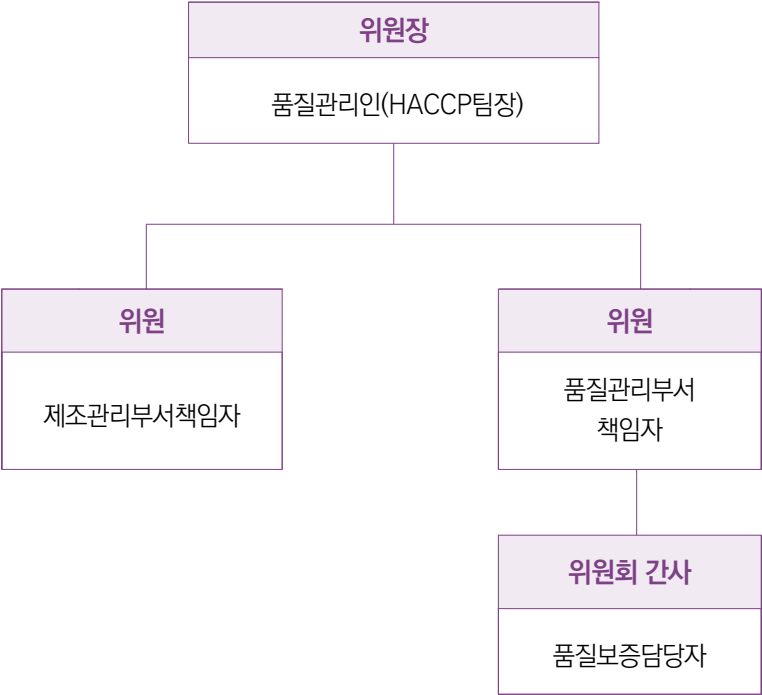 위원장
품질관리인(HACCP팀장)
위원
제조관리부서책임자
위원
품질관리부서
책임자
위원회 간사
품질보증담당자